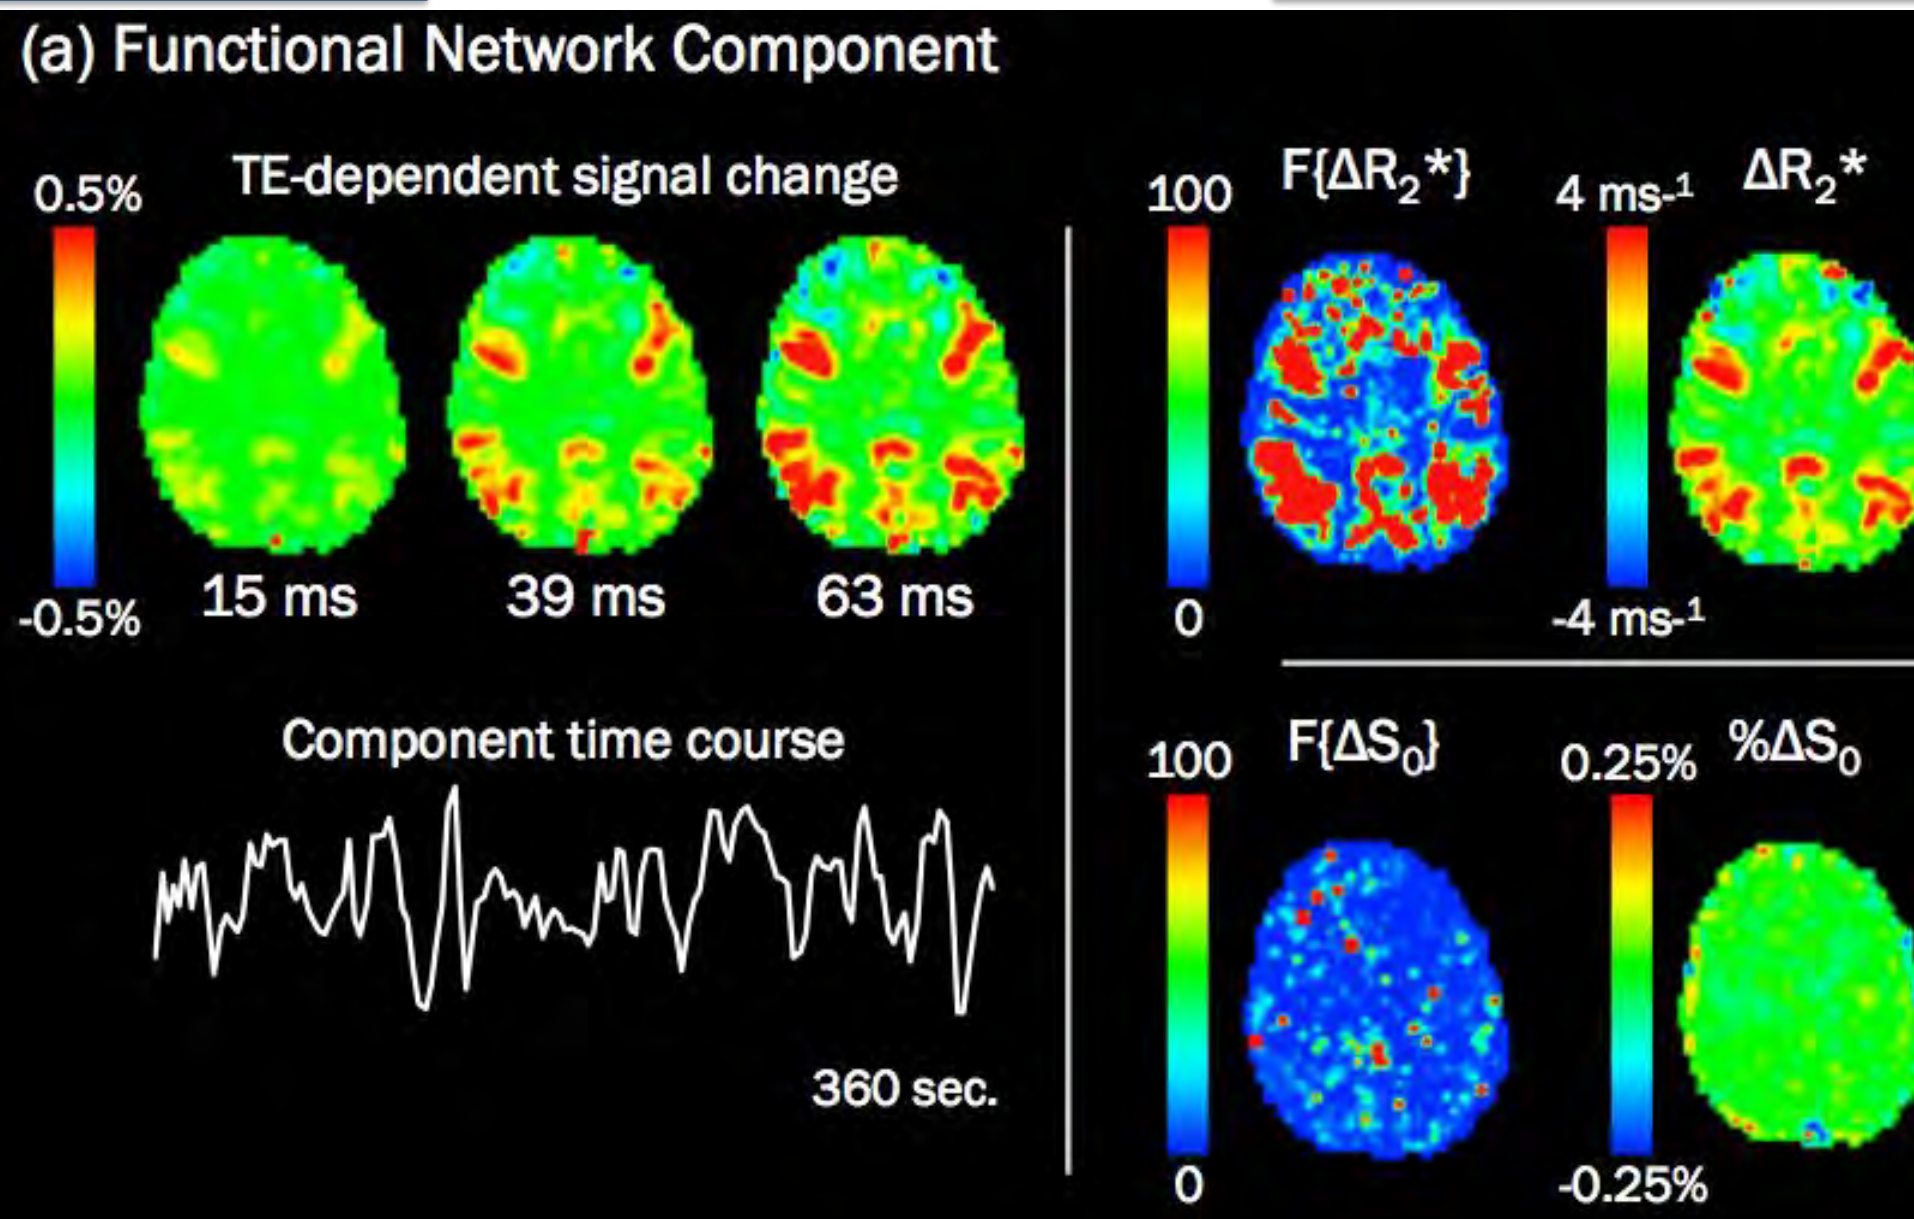 (a) Functional Network Component
TE-dependent signal change
0.5%
-0.5%
15 ms
39 ms
63 ms
Component time course
360 sec.
F{ΔR₂*}
100
0
ΔR₂*
4 ms-¹
-4 ms-¹
F{ΔS₀}
100
0
%ΔS₀
0.25%
-0.25%